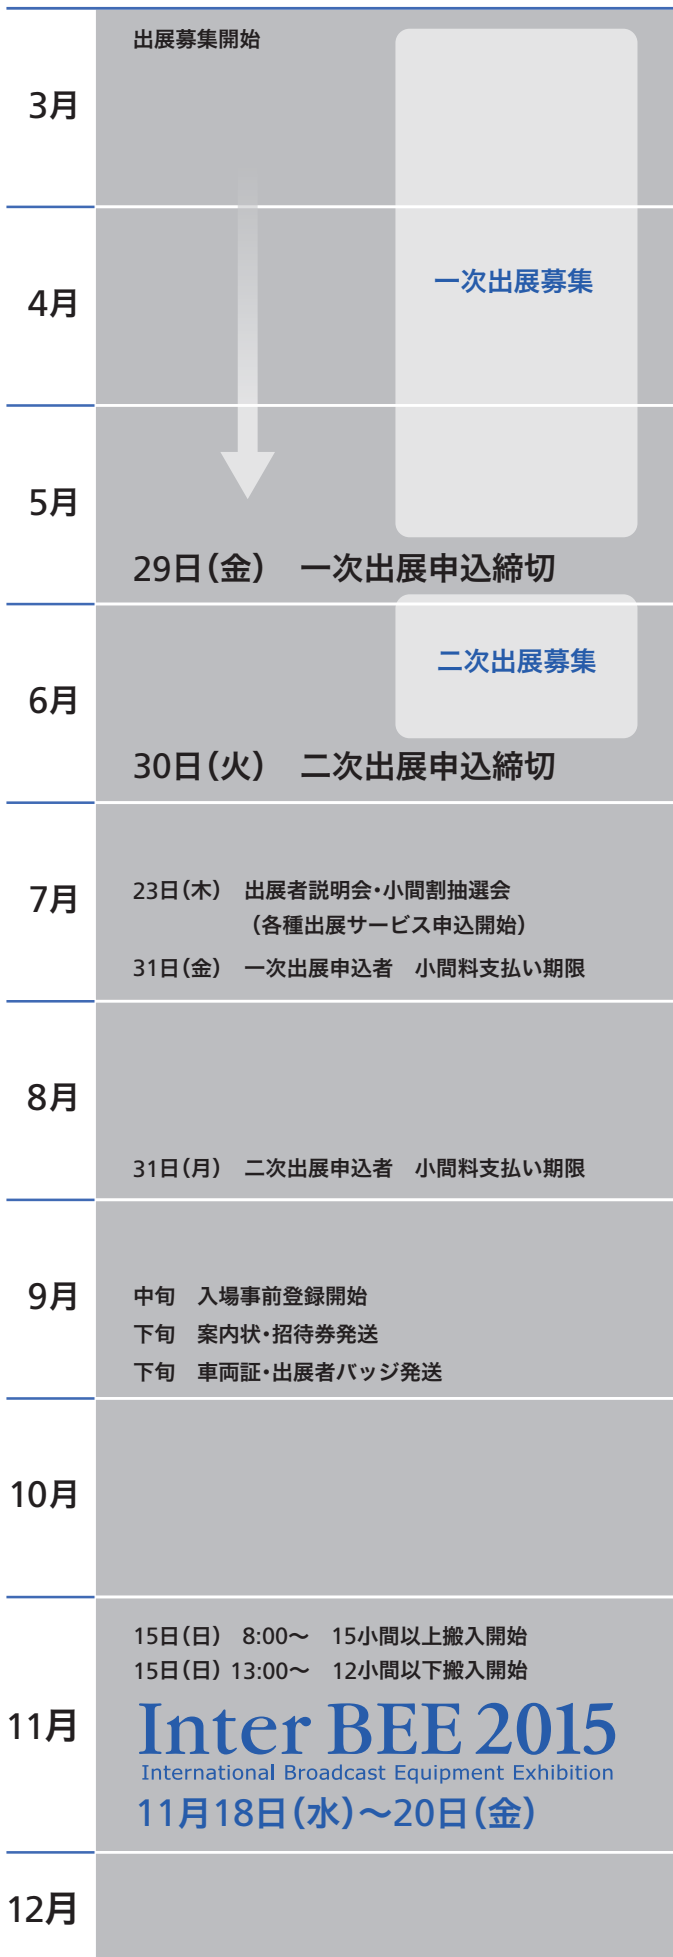 出展募集開始
3月
4月
一次出展募集
5月
29日(金) 一次出展申込締切
二次出展募集
6月
30日(火) 二次出展申込締切
7月
23日(木) 出展者説明会・小間割抽選会
(各種出展サービス申込開始)
31日(金) 一次出展申込者 小間料支払い期限
8月
31日(月) 二次出展申込者 小間料支払い期限
9月
中旬 入場事前登録開始
下旬 案内状・招待券発送
下旬 車両証・出展者バッジ発送
10月
15日(日) 8:00〜 15小間以上搬入開始
15日(日) 13:00〜 12小間以下搬入開始
11月
Inter BEE 2015
International Broadcast Equipment Exhibition
11月18日(水)〜20日(金)
12月